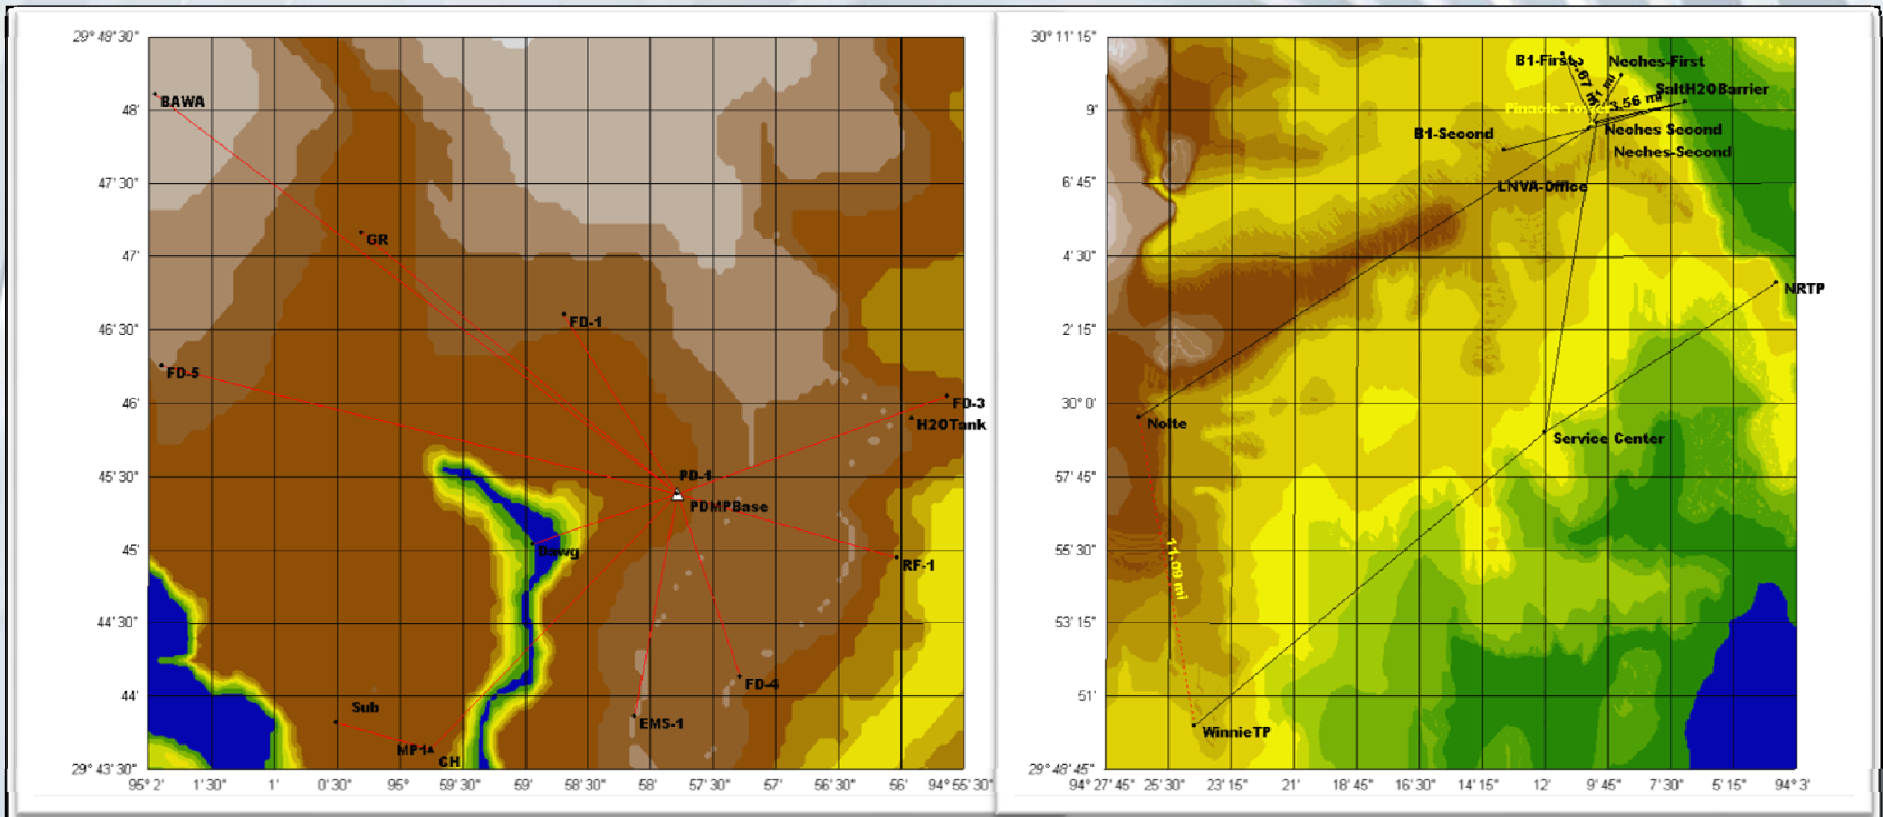 29° 48' 30"
48'
47' 30"
47'
46' 30"
46'
45' 30"
45'
44' 30"
44'
29° 43' 30"
95° 2'
1' 30"
1'
0' 30"
95°
59' 30"
59'
58' 30"
58'
57' 30"
57'
56' 30"
56'
94° 55' 30"
BAWA
GR
FD-1
FD-5
FD-3
H2OTank
PD-1
PDMPBase
Dawg
RF-1
FD-4
EMS-1
Sub
MP1
CH
30° 11' 15"
9'
6' 45"
4' 30"
2' 15"
30° 0'
57' 45"
55' 30"
53' 15"
51'
29° 48' 45"
94° 27' 45"
25' 30"
23' 15"
21'
18' 45"
16' 30"
14' 15"
12'
9' 45"
7' 30"
5' 15"
94° 3'
B1-First
Neches-First
SaltH2OBarrier
3.56 mi
B1-Second
Neches Second
Neches-Second
LNVA-Office
NRTP
Nolte
Service Center
11.09 mi
WinnieTP